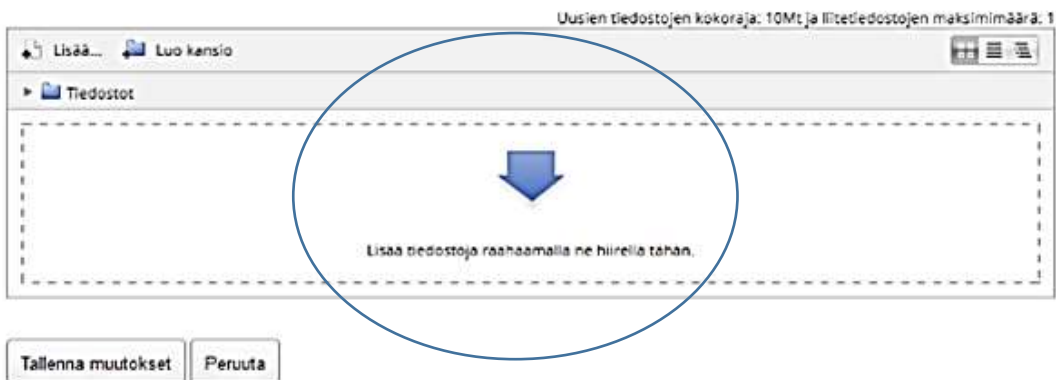 Uusien tiedostojen kokoraja: 10Mt ja liitetiedostojen maksimimäärä: 1
Lisää... Luo kansio
Tiedostot
Lisää tiedostoja raahaamalla ne hiirellä tähän.
Tallenna muutokset Peruuta